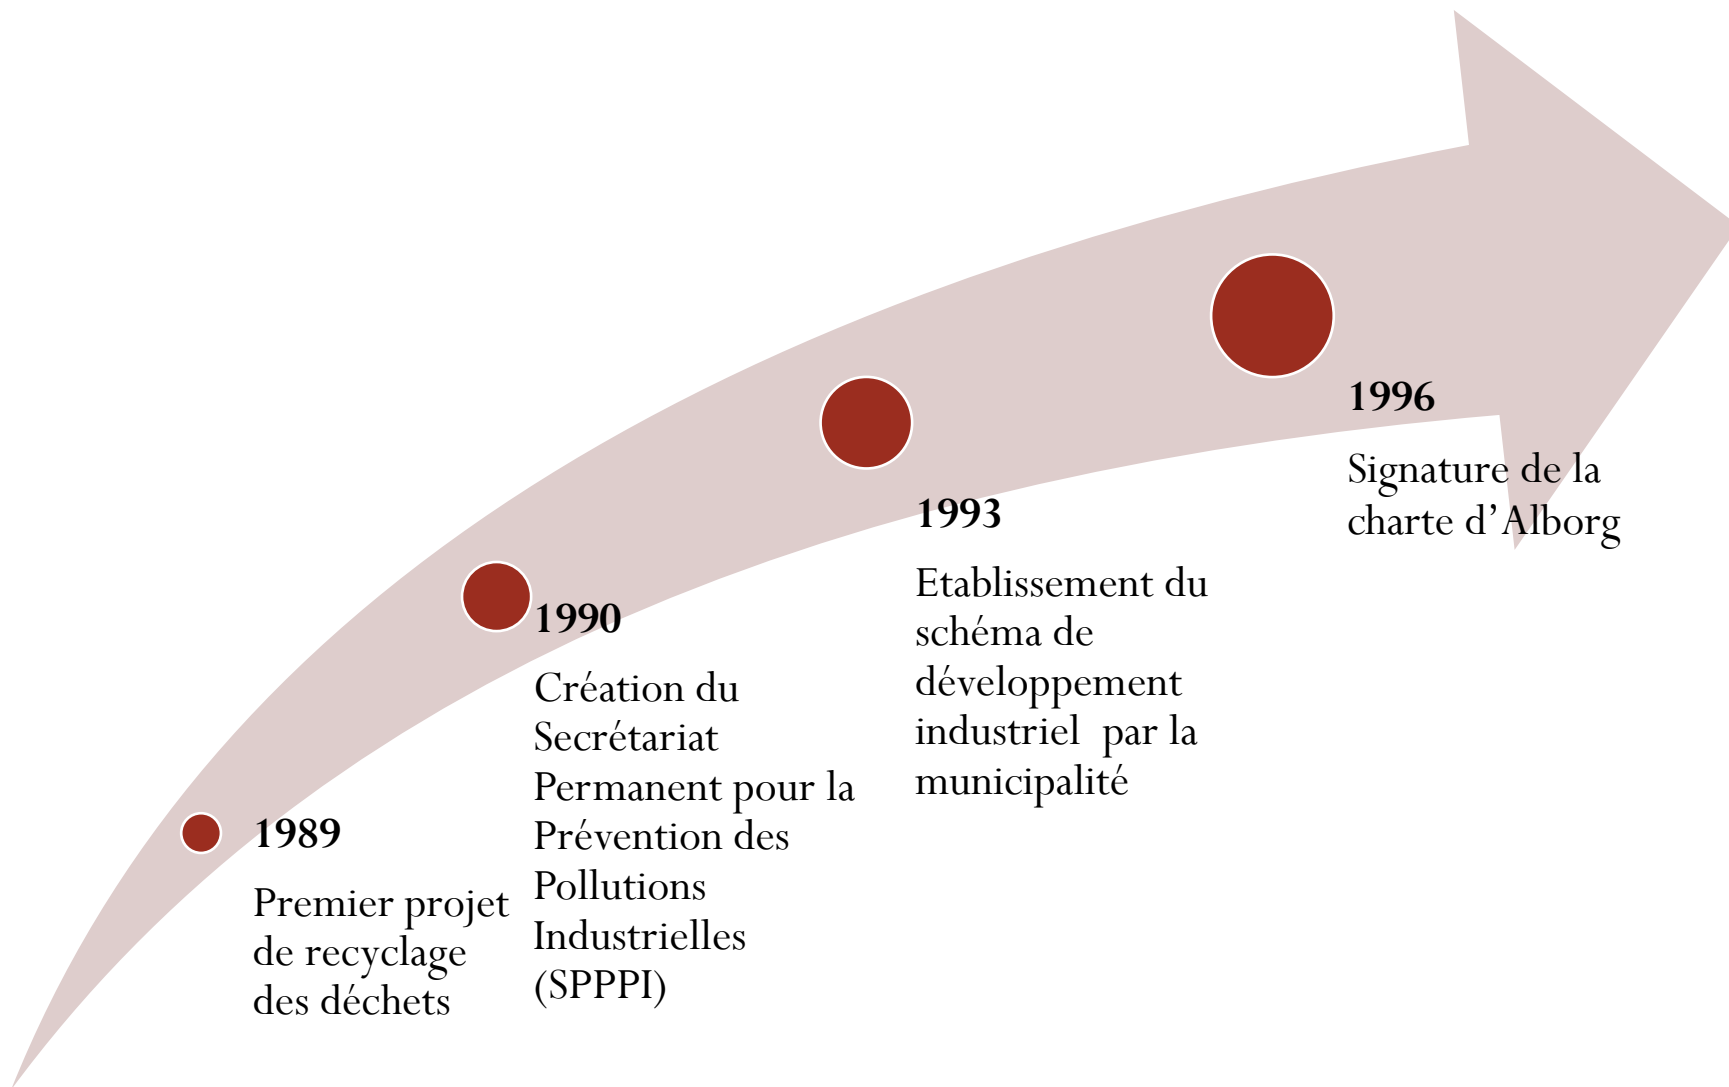 1989
Premier projet
de recyclage
des déchets
1990
Création du
Secrétariat
Permanent pour la
Prévention des
Pollutions
Industrielles
(SPPPI)
1993
Etablissement du
schéma de
développement
industriel  par la
municipalité
1996
Signature de la
charte d’Alborg